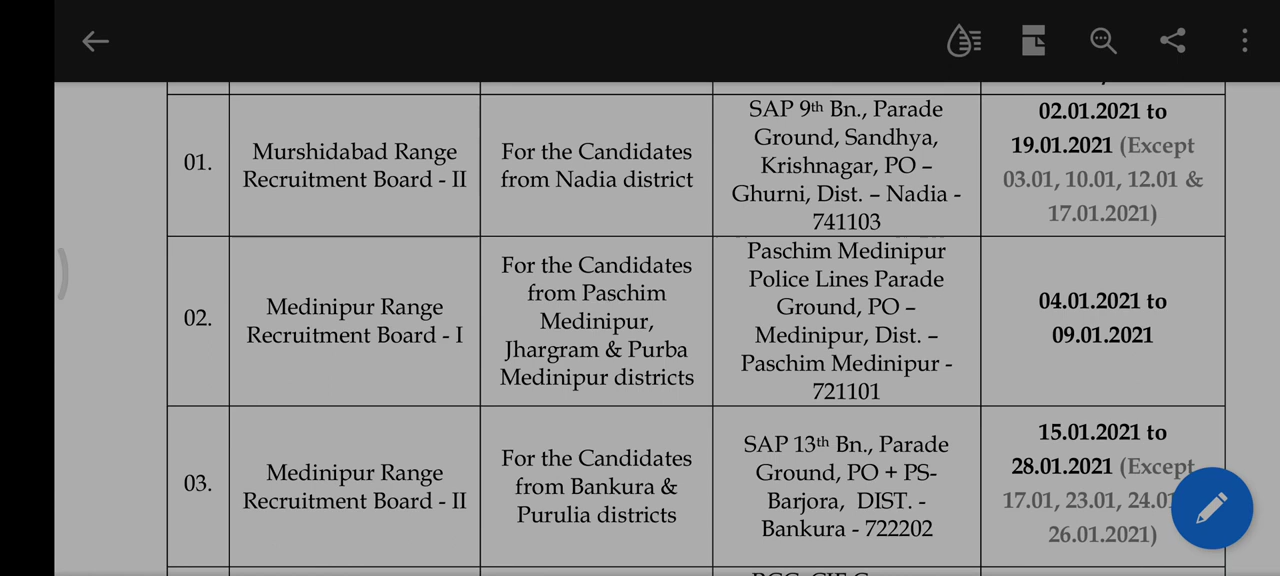 01.
Murshidabad Range
Recruitment Board - II
For the Candidates
from Nadia district
SAP 9th Bn., Parade
Ground, Sandhya,
Krishnagar, PO –
Ghurni, Dist. – Nadia -
741103
02.01.2021 to
19.01.2021 (Except
03.01, 10.01, 12.01 &
17.01.2021)
02.
Medinipur Range
Recruitment Board - I
For the Candidates
from Paschim
Medinipur,
Jhargram & Purba
Medinipur districts
Paschim Medinipur
Police Lines Parade
Ground, PO –
Medinipur, Dist. –
Paschim Medinipur -
721101
04.01.2021 to
09.01.2021
03.
Medinipur Range
Recruitment Board - II
For the Candidates
from Bankura &
Purulia districts
SAP 13th Bn., Parade
Ground, PO + PS-
Barjora, DIST. -
Bankura - 722202
15.01.2021 to
28.01.2021 (Except
17.01, 23.01,
26.01.2021)